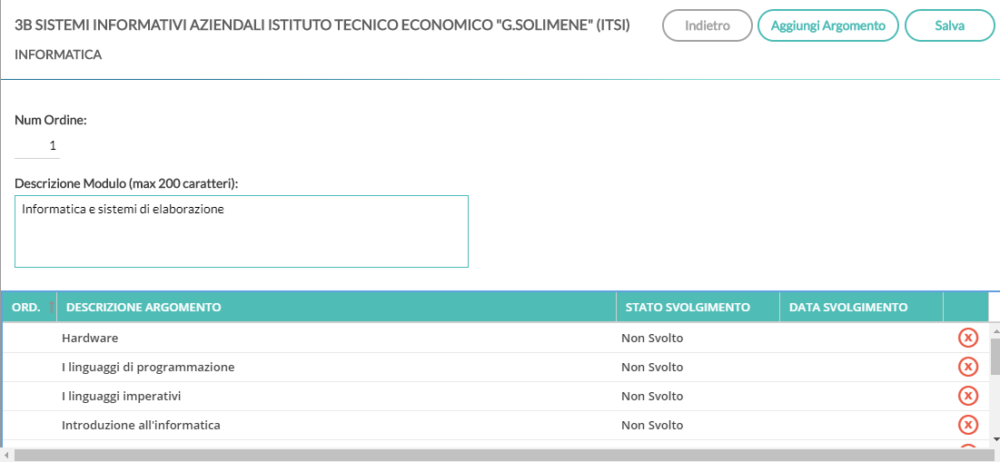 3B SISTEMI INFORMATIVI AZIENDALI ISTITUTO TECNICO ECONOMICO "G.SOLIMENE" (ITSI)
Indietro Aggiungi Argomento Salva
INFORMATICA
Num Ordine:
1
Descrizione Modulo (max 200 caratteri):
Informatica e sistemi di elaborazione
ORD. DESCRIZIONE ARGOMENTO STATO SVOLGIMENTO DATA SVOLGIMENTO
Hardware Non Svolto
I linguaggi di programmazione Non Svolto
I linguaggi imperativi Non Svolto
Introduzione all'informatica Non Svolto